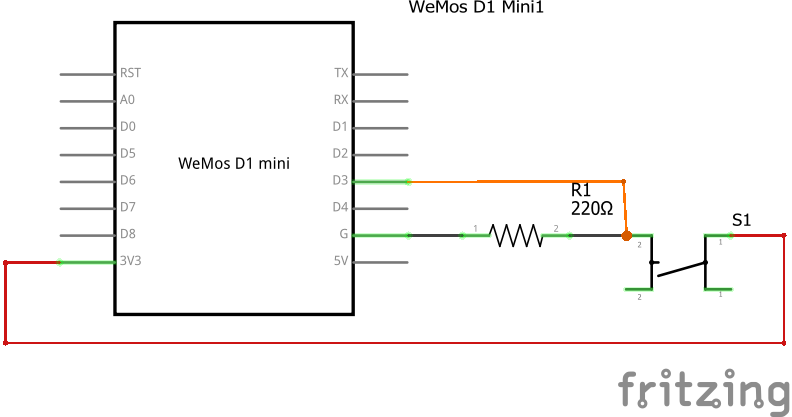 WeMos D1 Mini1
RST
A0
D0
D5
D6
D7
D8
3V3
WeMos D1 mini
TX
RX
D1
D2
D3
D4
G
5V
R1
220Ω
1
2
S1
2
1
2
1
fritzing